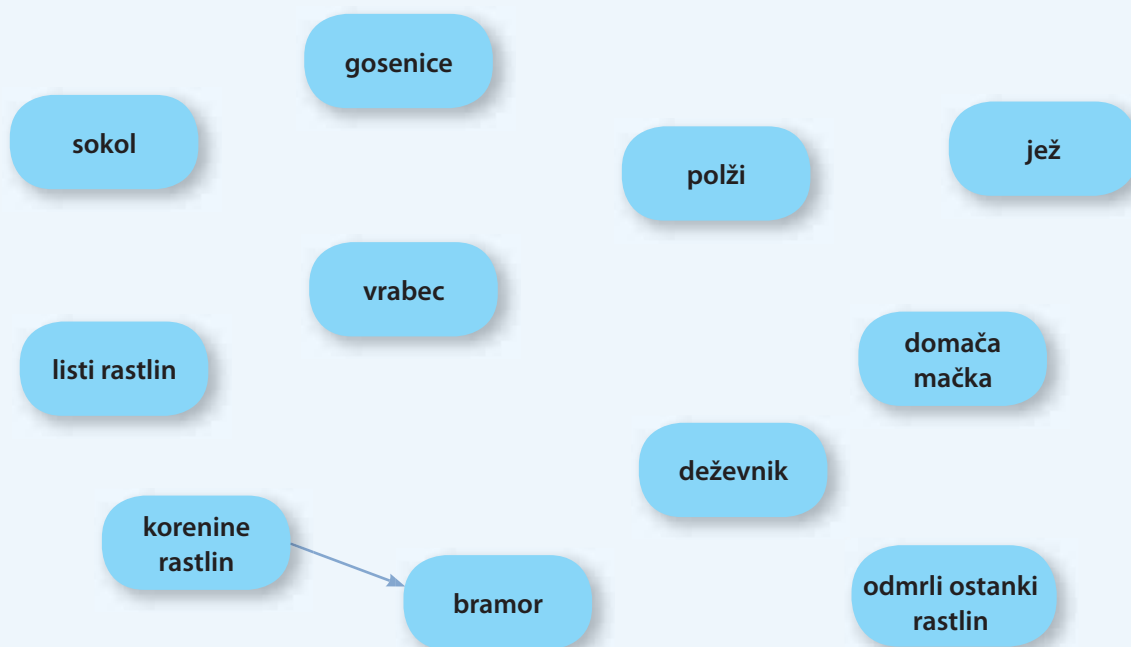 gosenice
sokol
polži
jež
vrabec
listi rastlin
domača
mačka
deževnik
korenine
rastlin
bramor
odmrli ostanki
rastlin